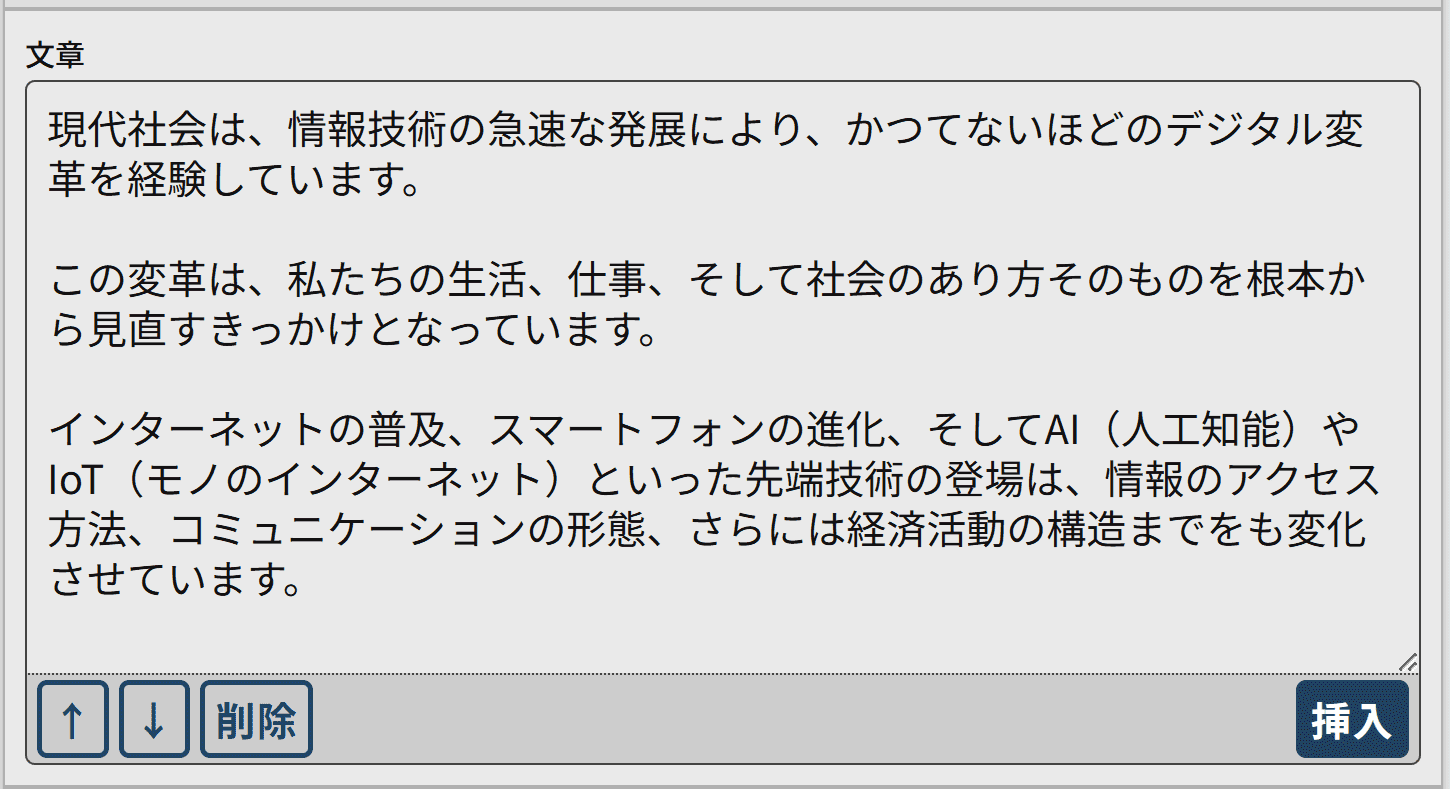 文章
現代社会は、情報技術の急速な発展により、かつてないほどのデジタル変
革を経験しています。
この変革は、私たちの生活、仕事、そして社会のあり方そのものを根本か
ら見直すきっかけとなっています。
インターネットの普及、スマートフォンの進化、そしてAI（人工知能）や
IoT（モノのインターネット）といった先端技術の登場は、情報のアクセス
方法、コミュニケーションの形態、さらには経済活動の構造までをも変化
させています。
↑ ↓ 削除 挿入